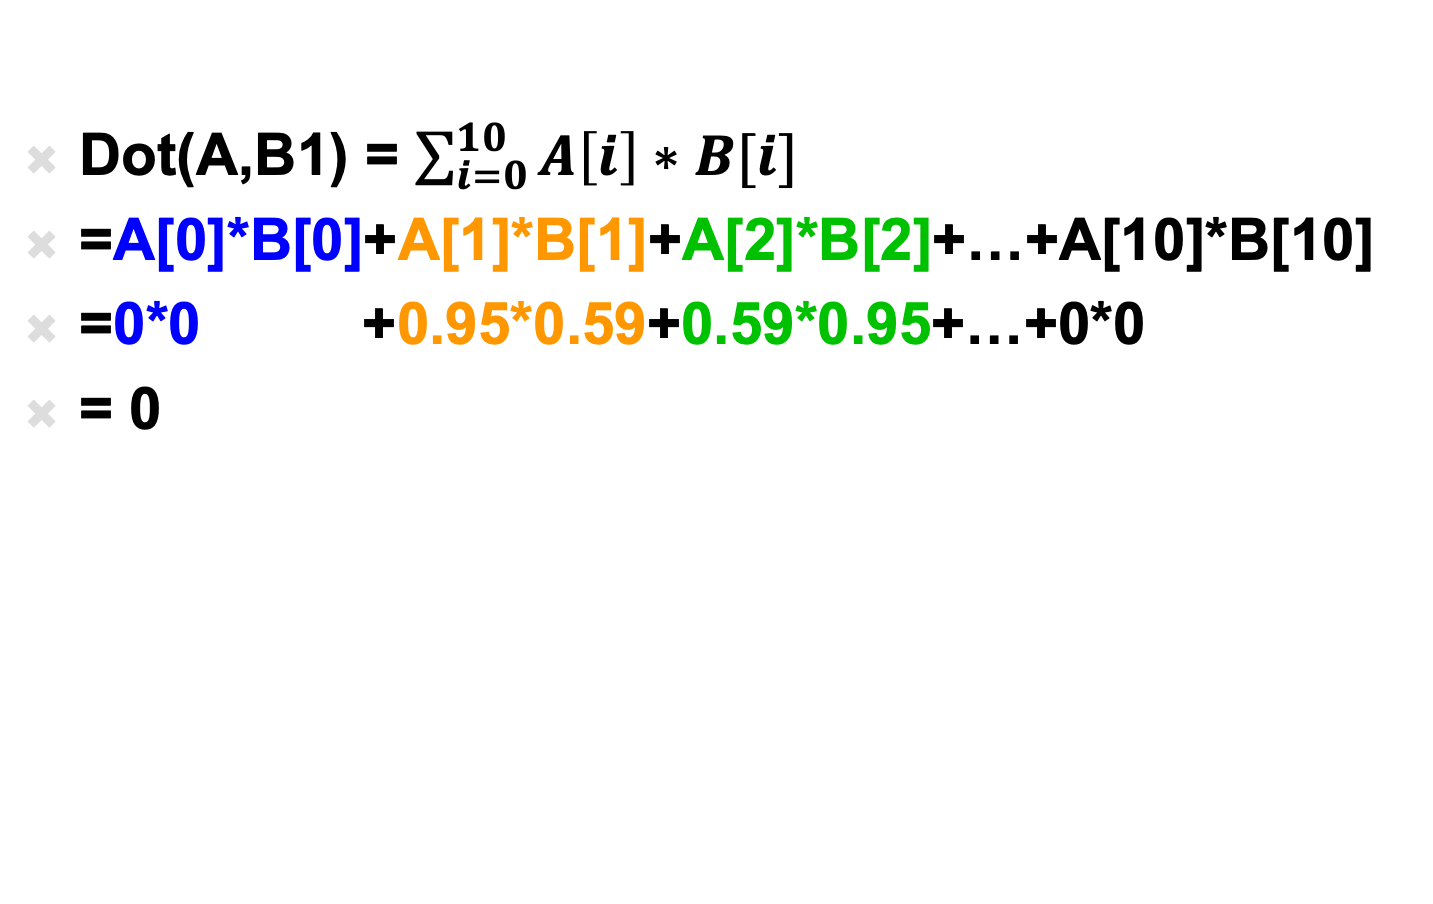 Dot(A,B1) = ∑_{i=0}^{10} A[i] * B[i]
=A[0]*B[0]+A[1]*B[1]+A[2]*B[2]+…+A[10]*B[10]
=0*0 +0.95*0.59+0.59*0.95+…+0*0
= 0